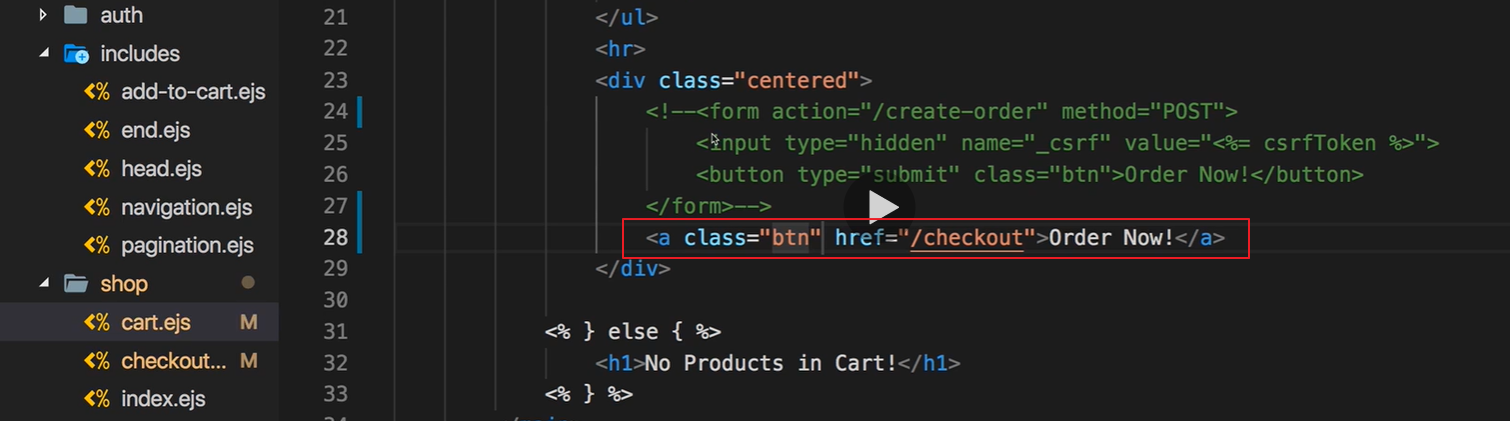 auth
includes
add-to-cart.ejs
end.ejs
head.ejs
navigation.ejs
pagination.ejs
shop
cart.ejs M
checkout... M
index.ejs
21 </ul>
22 <hr>
23 <div class="centered">
24 <!--<form action="/create-order" method="POST">
25 <input type="hidden" name="_csrf" value="<%= csrfToken %>">
26 <button type="submit" class="btn">Order Now!</button>
27 </form>-->
28 <a class="btn" href="/checkout">Order Now!</a>
29 </div>
30
31 <% } else { %>
32 <h1>No Products in Cart!</h1>
33 <% } %>